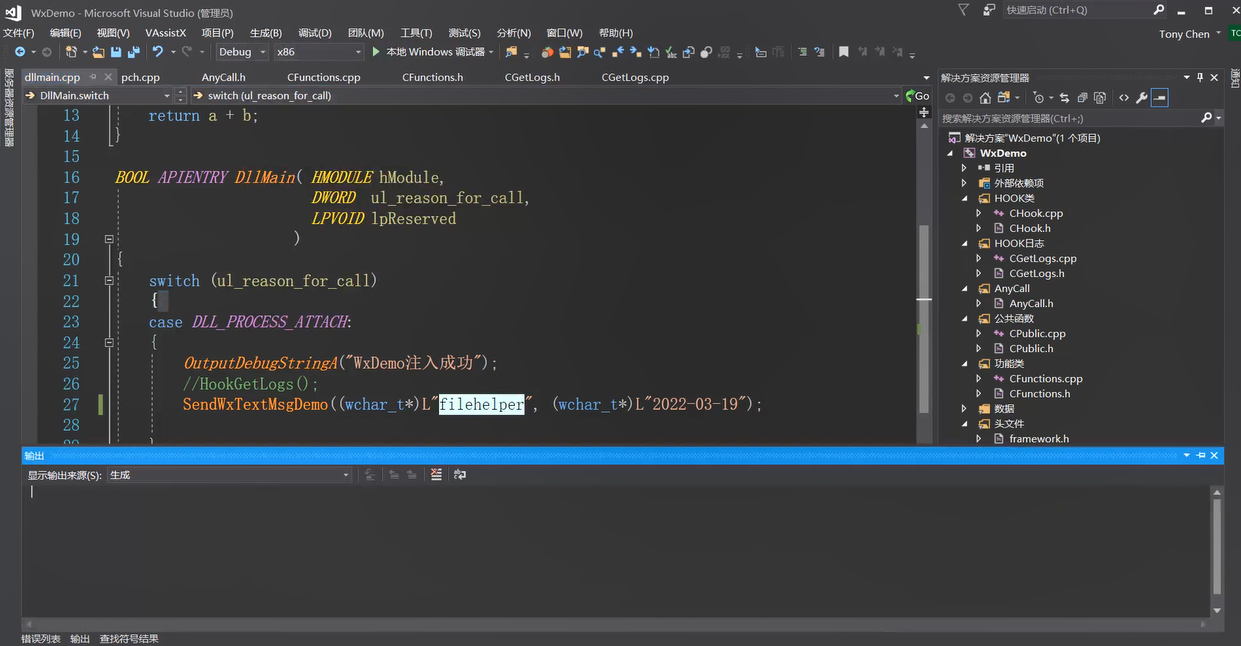 WxDemo - Microsoft Visual Studio (管理员)
快速启动 (Ctrl+Q)
文件(F) 编辑(E) 视图(V) VAssistX 项目(P) 生成(B) 调试(D) 团队(M) 工具(T) 测试(S) 分析(N) 窗口(W) 帮助(H)
Tony Chen
TC
Debug x86 本地 Windows 调试器
服务器资源管理器
dllmain.cpp pch.cpp AnyCall.h CFunctions.cpp CFunctions.h CGetLogs.h CGetLogs.cpp
DllMain.switch switch (ul_reason_for_call) Go
13 return a + b;
14 }
15
16 BOOL APIENTRY DllMain( HMODULE hModule,
17 DWORD ul_reason_for_call,
18 LPVOID lpReserved
19 )
20 {
21 switch (ul_reason_for_call)
22 {
23 case DLL_PROCESS_ATTACH:
24 {
25 OutputDebugStringA("WxDemo注入成功");
26 //HookGetLogs();
27 SendWxTextMsgDemo((wchar_t*)L"filehelper", (wchar_t*)L"2022-03-19");
28
29 }
解决方案资源管理器
搜索解决方案资源管理器(Ctrl+;)
解决方案"WxDemo"(1 个项目)
WxDemo
引用
外部依赖项
HOOK类
CHook.cpp
CHook.h
HOOK日志
CGetLogs.cpp
CGetLogs.h
AnyCall
AnyCall.h
公共函数
CPublic.cpp
CPublic.h
功能类
CFunctions.cpp
CFunctions.h
数据
头文件
framework.h
通知
输出
显示输出来源(S): 生成
错误列表 输出 查找符号结果